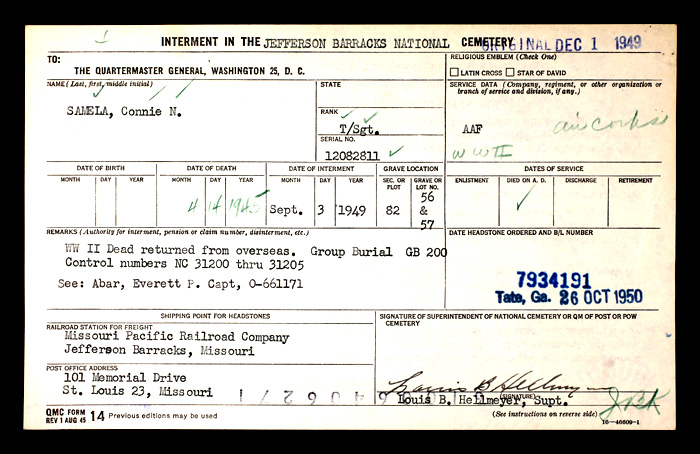 INTERMENT IN THE JEFFERSON BARRACKS NATIONAL CEMETERY
ORIGINAL DEC 1 1949
TO:
THE QUARTERMASTER GENERAL, WASHINGTON 25, D. C.
RELIGIOUS EMBLEM (Check One)
LATIN CROSS STAR OF DAVID
NAME (Last, first, middle initial)
SAMELA, Connie N.
STATE
RANK
T/Sgt.
SERIAL NO.
12082811
SERVICE DATA (Company, regiment, or other organization or branch of service and division, if any.)
AAF
air corps
WWII
DATE OF BIRTH
MONTH DAY YEAR
DATE OF DEATH
MONTH DAY YEAR
4 14 1945
DATE OF INTERMENT
MONTH DAY YEAR
Sept. 3 1949
GRAVE LOCATION
SEC. OR PLOT
GRAVE OR LOT NO.
82
56
&
57
DATES OF SERVICE
ENLISTMENT DIED ON A. D. DISCHARGE RETIREMENT
REMARKS (Authority for interment, pension or claim number, disinterment, etc.)
WW II Dead returned from overseas. Group Burial GB 200
Control numbers NC 31200 thru 31205
See: Abar, Everett P. Capt, O-661171
DATE HEADSTONE ORDERED AND B/L NUMBER
7934191
Tate, Ga. 26 OCT 1950
SHIPPING POINT FOR HEADSTONES
RAILROAD STATION FOR FREIGHT
Missouri Pacific Railroad Company
Jefferson Barracks, Missouri
POST OFFICE ADDRESS
101 Memorial Drive
St. Louis 23, Missouri
SIGNATURE OF SUPERINTENDENT OF NATIONAL CEMETERY OR QM OF POST OR POW CEMETERY
Louis B Hellmeyer
(SIGNATURE)
Louis B. Hellmeyer, Supt.
(See instructions on reverse side)
QMC FORM
REV 1 AUG 45 14 Previous editions may be used
16-46609-1